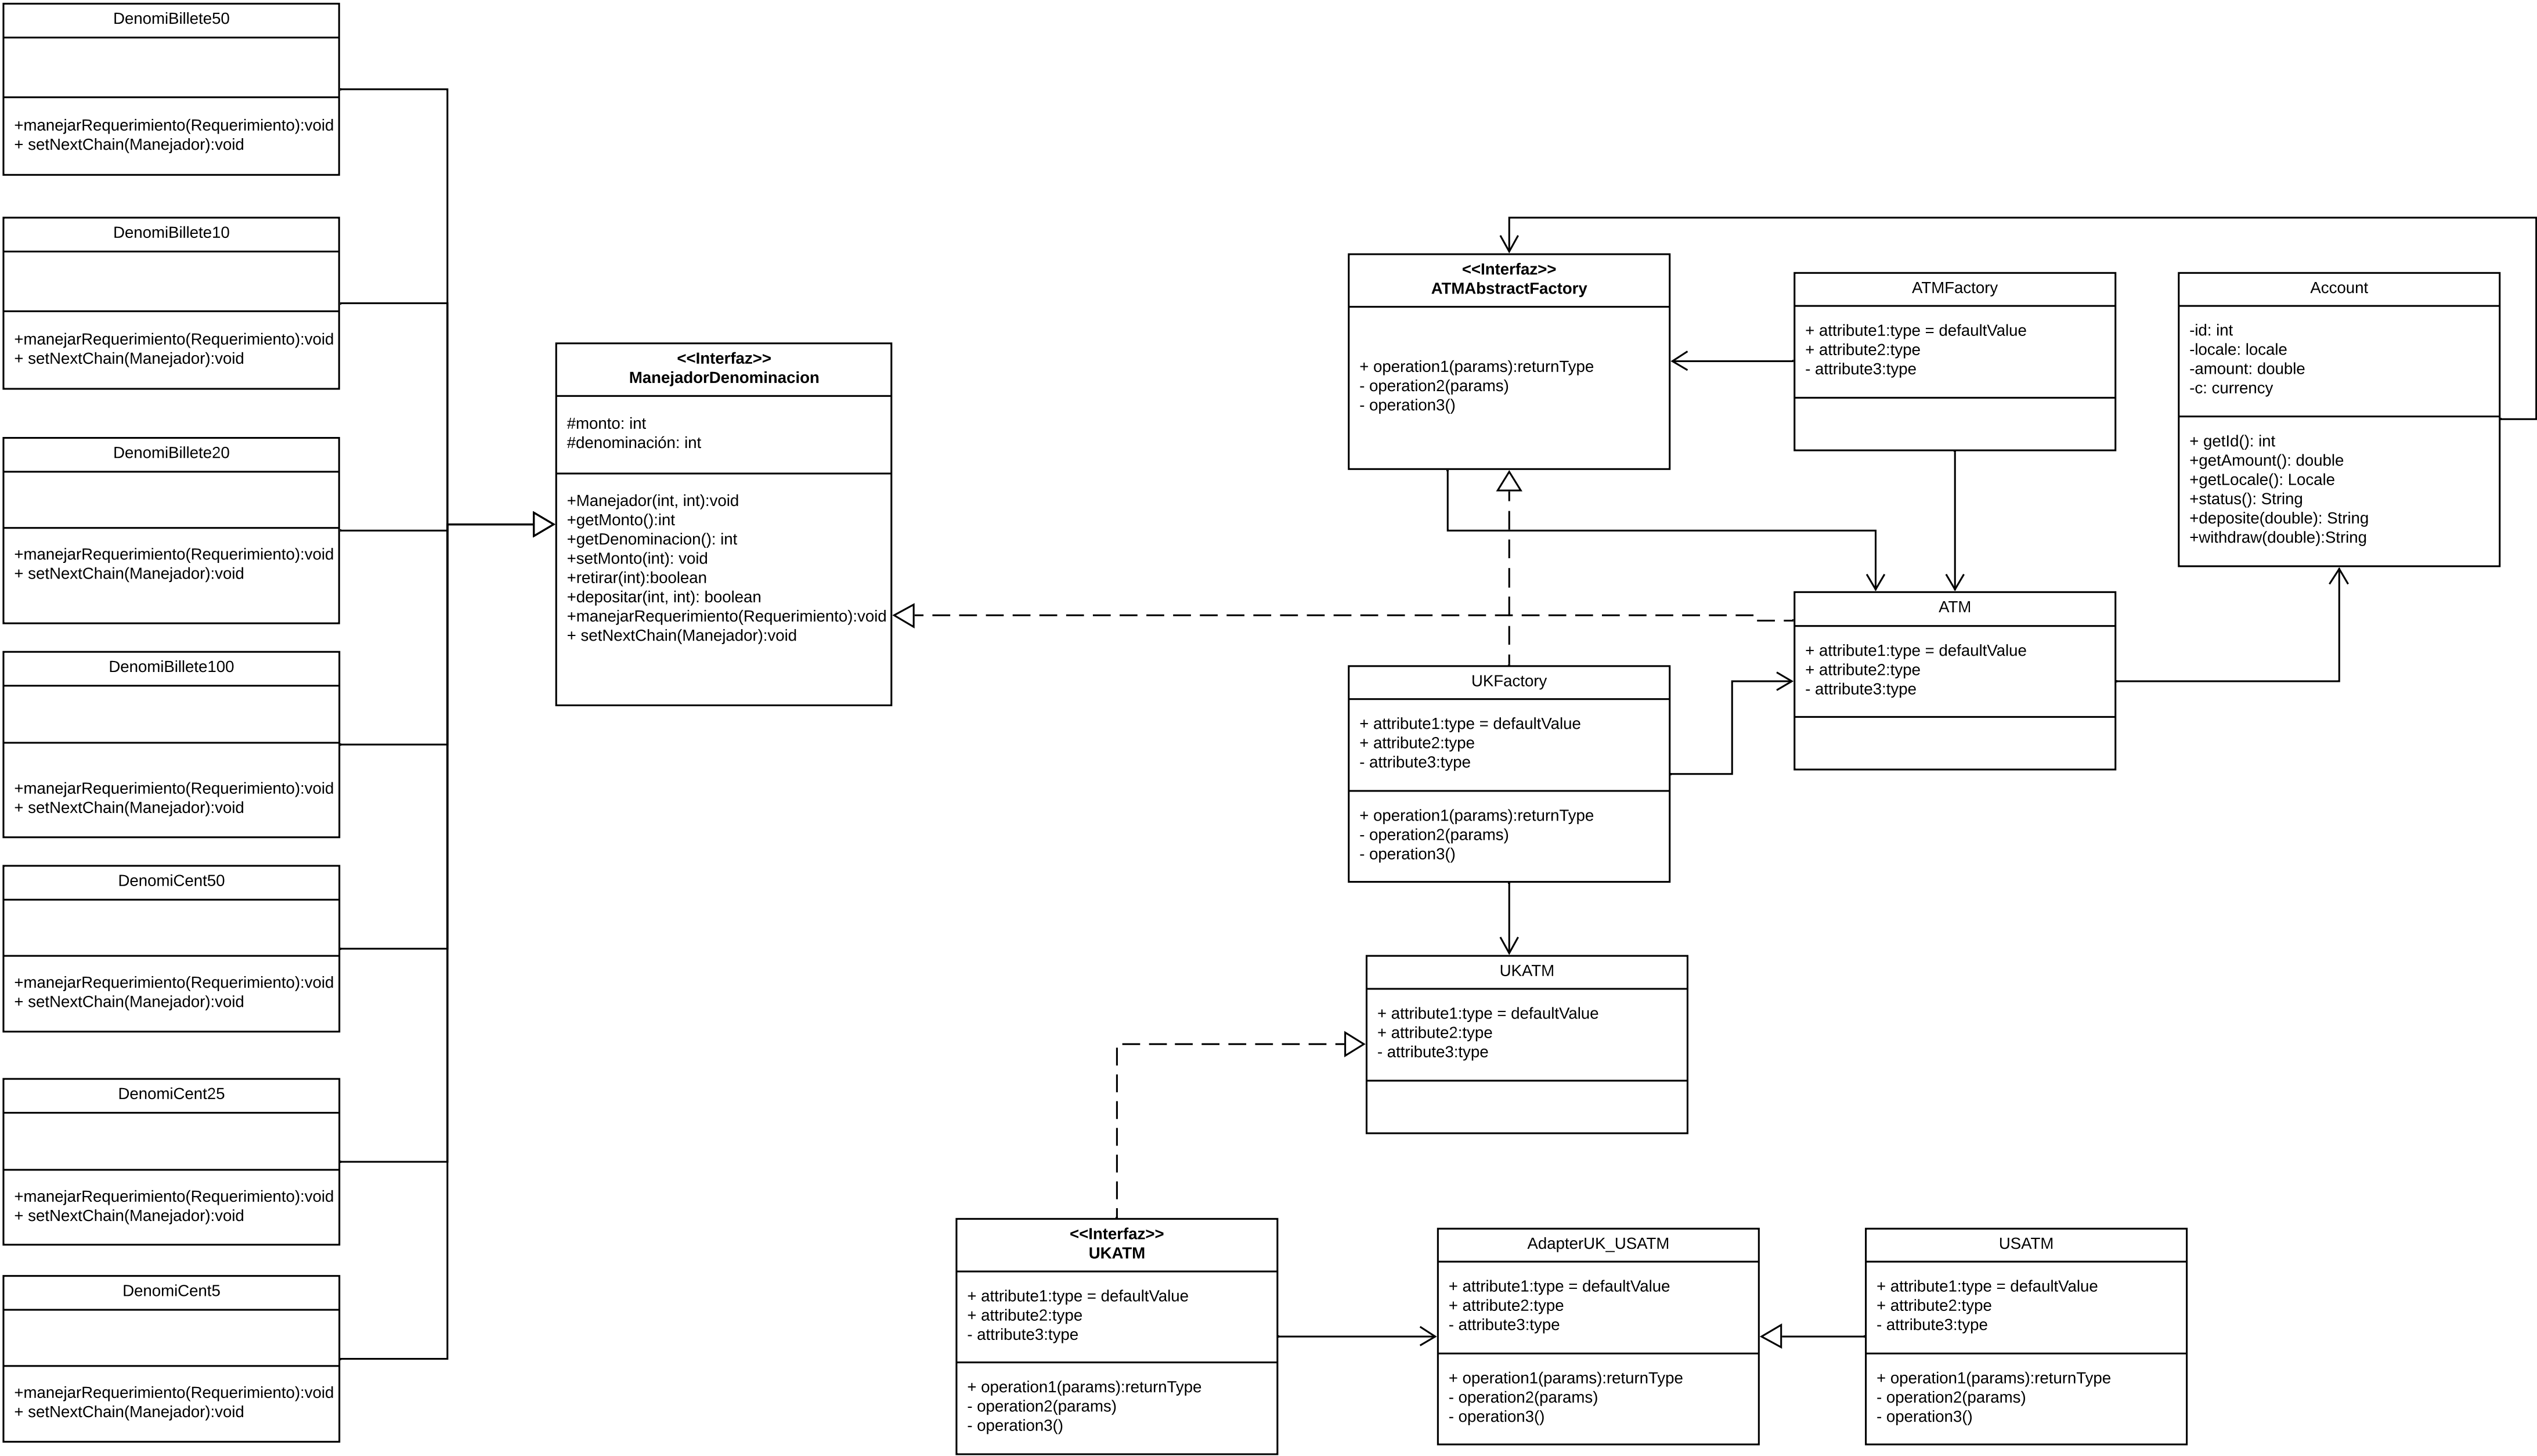 DenomiBillete50
+manejarRequerimiento(Requerimiento):void
+ setNextChain(Manejador):void
DenomiBillete10
+manejarRequerimiento(Requerimiento):void
+ setNextChain(Manejador):void
DenomiBillete20
+manejarRequerimiento(Requerimiento):void
+ setNextChain(Manejador):void
DenomiBillete100
+manejarRequerimiento(Requerimiento):void
+ setNextChain(Manejador):void
DenomiCent50
+manejarRequerimiento(Requerimiento):void
+ setNextChain(Manejador):void
DenomiCent25
+manejarRequerimiento(Requerimiento):void
+ setNextChain(Manejador):void
DenomiCent5
+manejarRequerimiento(Requerimiento):void
+ setNextChain(Manejador):void
<<Interfaz>>
ManejadorDenominacion
#monto: int
#denominación: int
+Manejador(int, int):void
+getMonto():int
+getDenominacion(): int
+setMonto(int): void
+retirar(int):boolean
+depositar(int, int): boolean
+manejarRequerimiento(Requerimiento):void
+ setNextChain(Manejador):void
<<Interfaz>>
ATMAbstractFactory
+ operation1(params):returnType
- operation2(params)
- operation3()
ATMFactory
+ attribute1:type = defaultValue
+ attribute2:type
- attribute3:type
Account
-id: int
-locale: locale
-amount: double
-c: currency
+ getId(): int
+getAmount(): double
+getLocale(): Locale
+status(): String
+deposite(double): String
+withdraw(double):String
ATM
+ attribute1:type = defaultValue
+ attribute2:type
- attribute3:type
UKFactory
+ attribute1:type = defaultValue
+ attribute2:type
- attribute3:type
+ operation1(params):returnType
- operation2(params)
- operation3()
UKATM
+ attribute1:type = defaultValue
+ attribute2:type
- attribute3:type
<<Interfaz>>
UKATM
+ attribute1:type = defaultValue
+ attribute2:type
- attribute3:type
+ operation1(params):returnType
- operation2(params)
- operation3()
AdapterUK_USATM
+ attribute1:type = defaultValue
+ attribute2:type
- attribute3:type
+ operation1(params):returnType
- operation2(params)
- operation3()
USATM
+ attribute1:type = defaultValue
+ attribute2:type
- attribute3:type
+ operation1(params):returnType
- operation2(params)
- operation3()